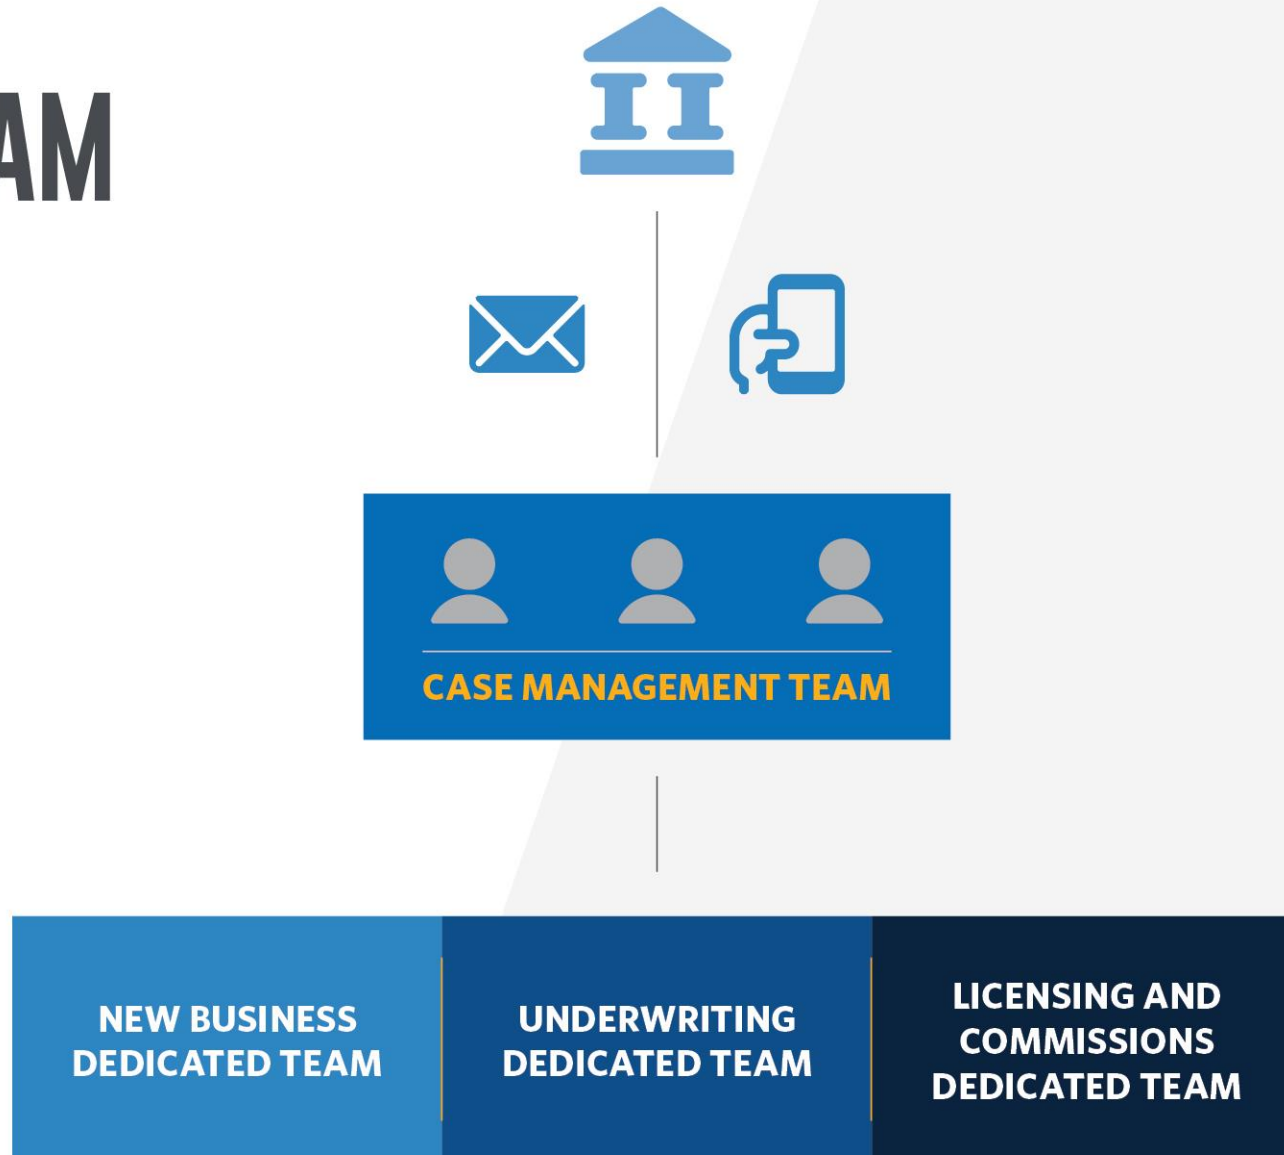 AM
CASE MANAGEMENT TEAM
NEW BUSINESS
DEDICATED TEAM
UNDERWRITING
DEDICATED TEAM
LICENSING AND
COMMISSIONS
DEDICATED TEAM